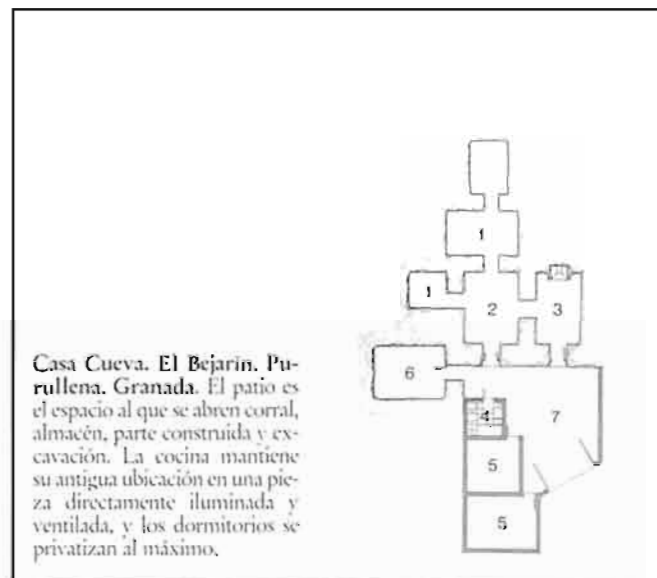 1
1
2
3
6
4
7
5
5
Casa Cueva. El Bejarín. Pu-
rullena. Granada. El patio es
el espacio al que se abren corral,
almacén, parte construida y ex-
cavación. La cocina mantiene
su antigua ubicación en una pie-
za directamente iluminada y
ventilada, y los dormitorios se
privatizan al máximo.